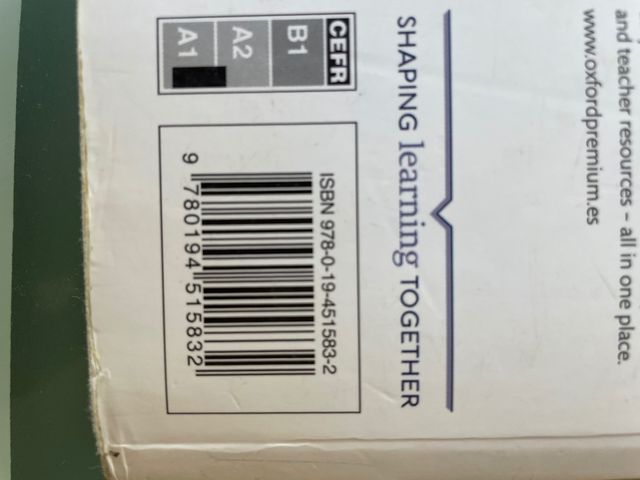 and teacher resources – all in one place.
www.oxfordpremium.es
SHAPING learning TOGETHER
CEFR
B1
A2
A1
ISBN 978-0-19-451583-2
9 780194 515832